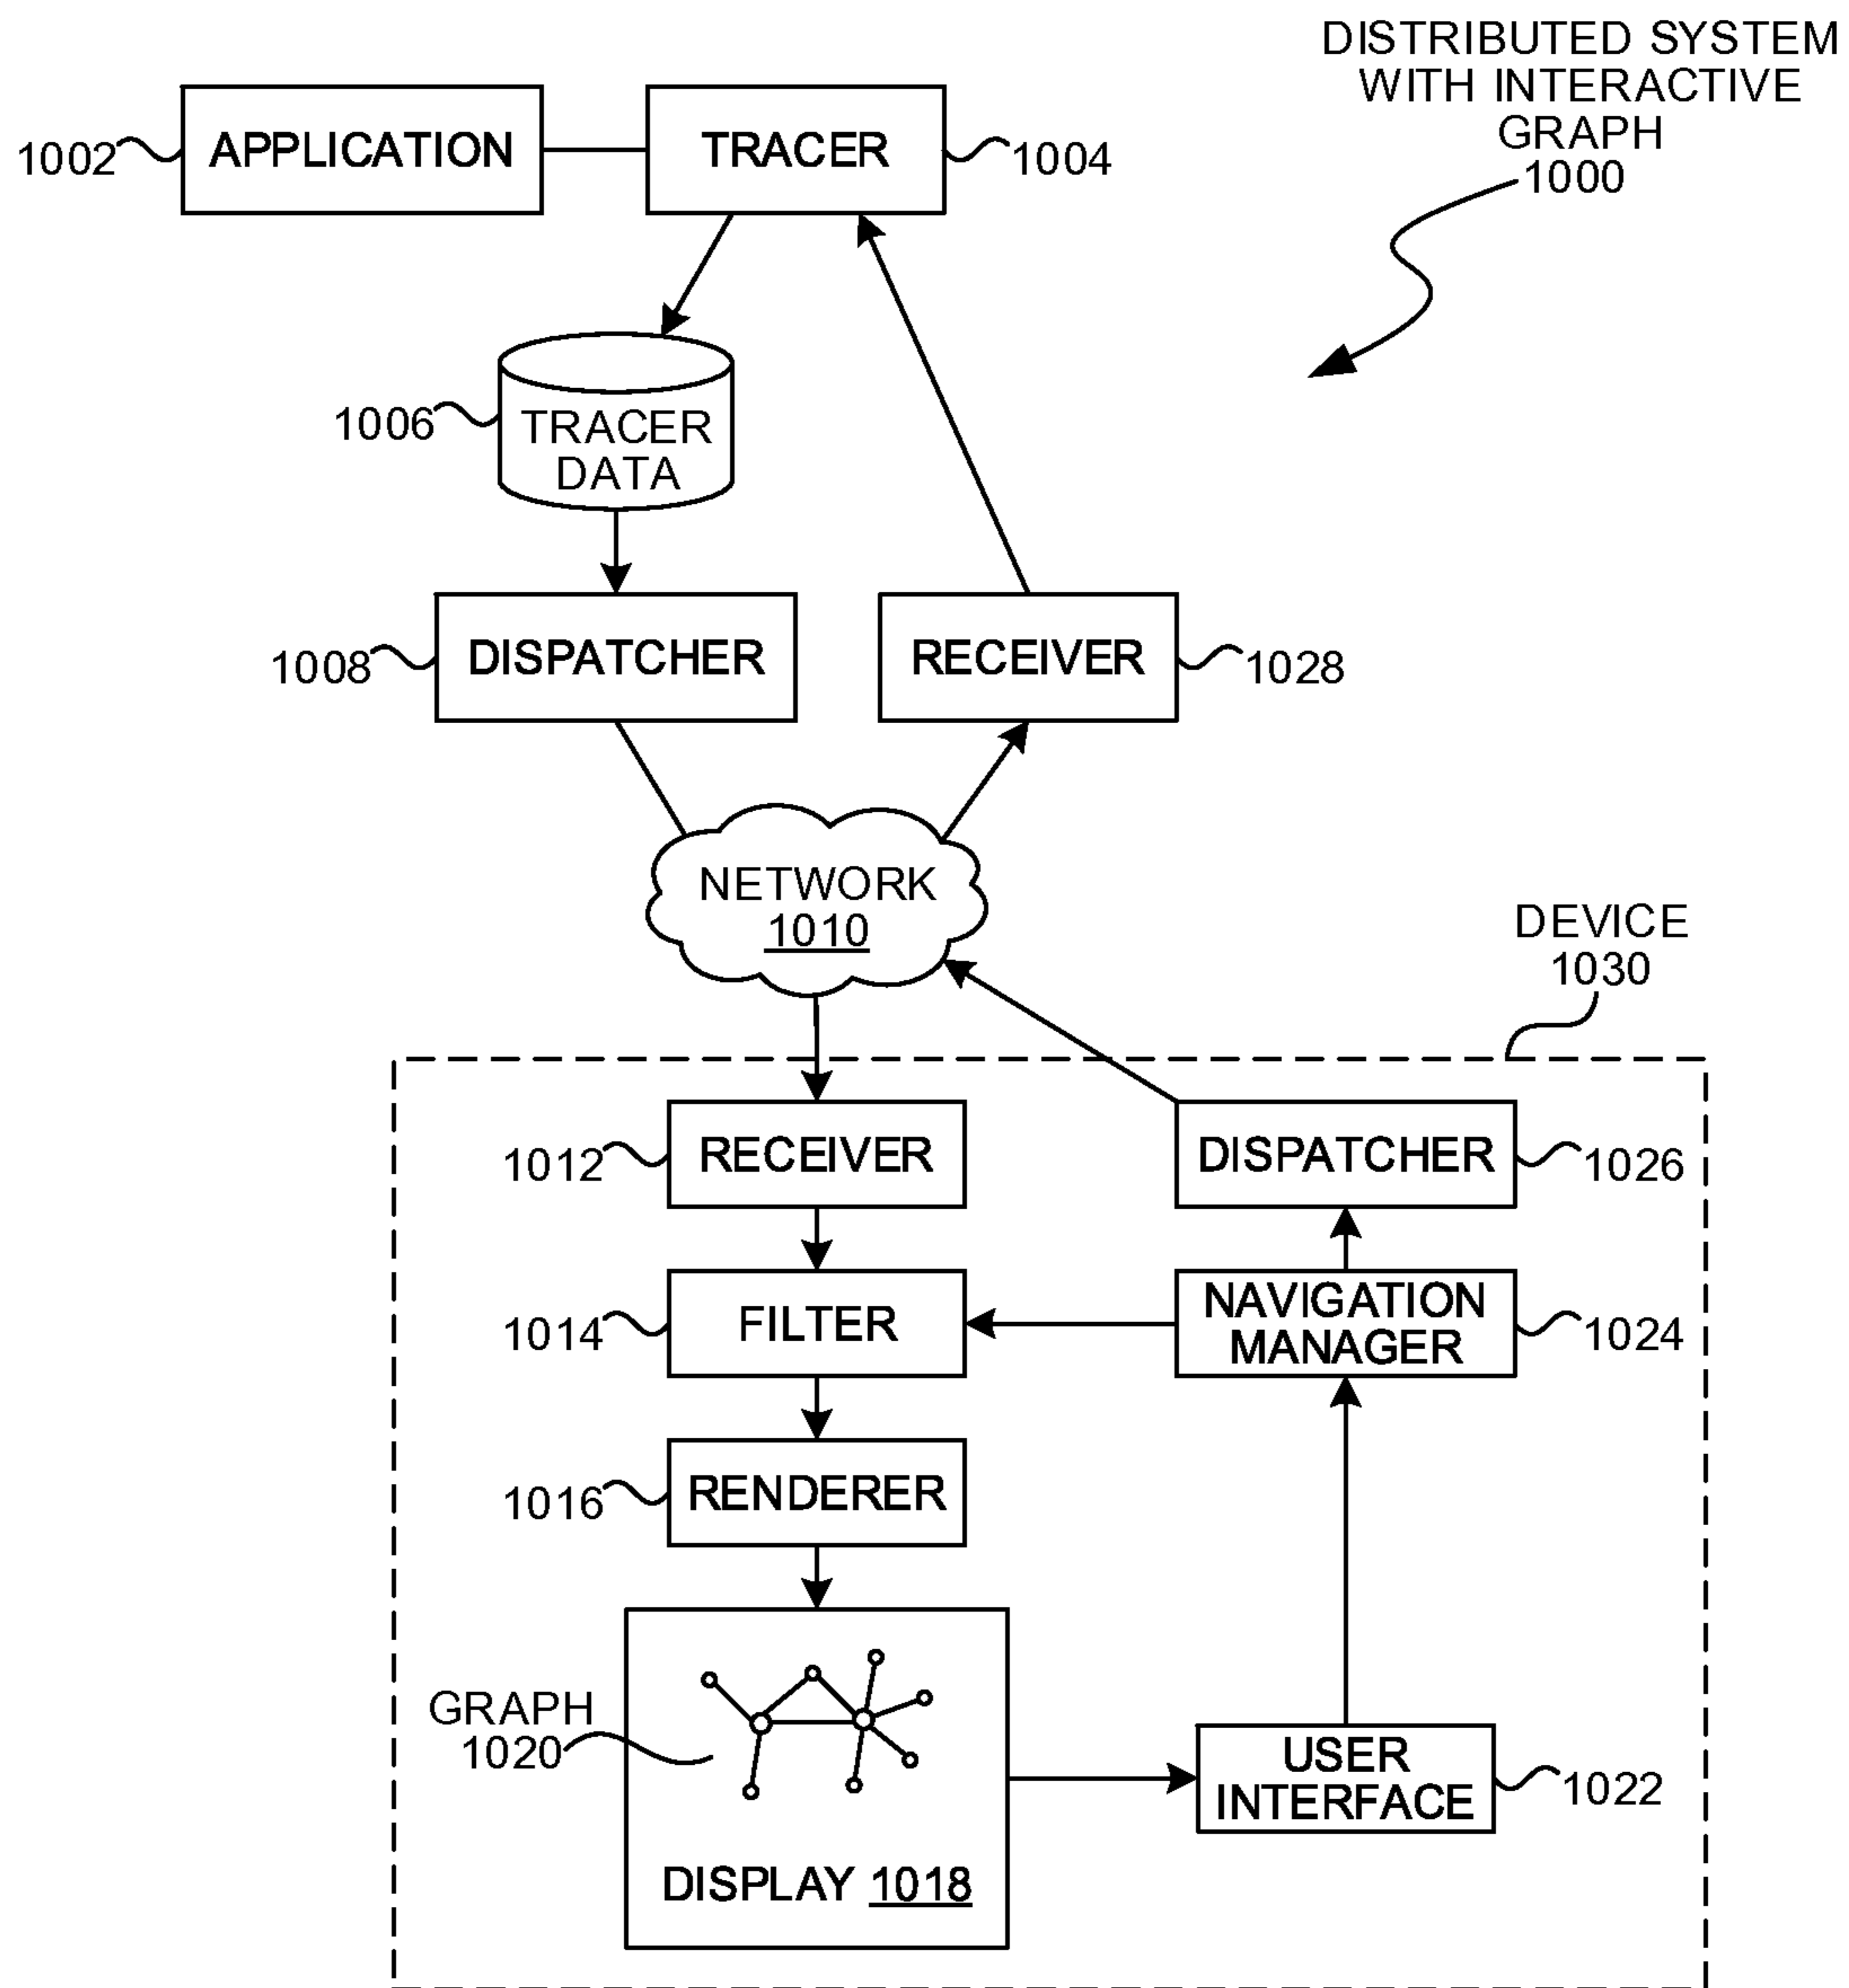 DISTRIBUTED SYSTEM
WITH INTERACTIVE
GRAPH
1000
1002
APPLICATION
TRACER
1004
1006
TRACER
DATA
1008
DISPATCHER
RECEIVER
1028
NETWORK
1010
DEVICE
1030
1012
RECEIVER
DISPATCHER
1026
1014
FILTER
NAVIGATION
MANAGER
1024
1016
RENDERER
GRAPH
1020
USER
INTERFACE
1022
DISPLAY 1018